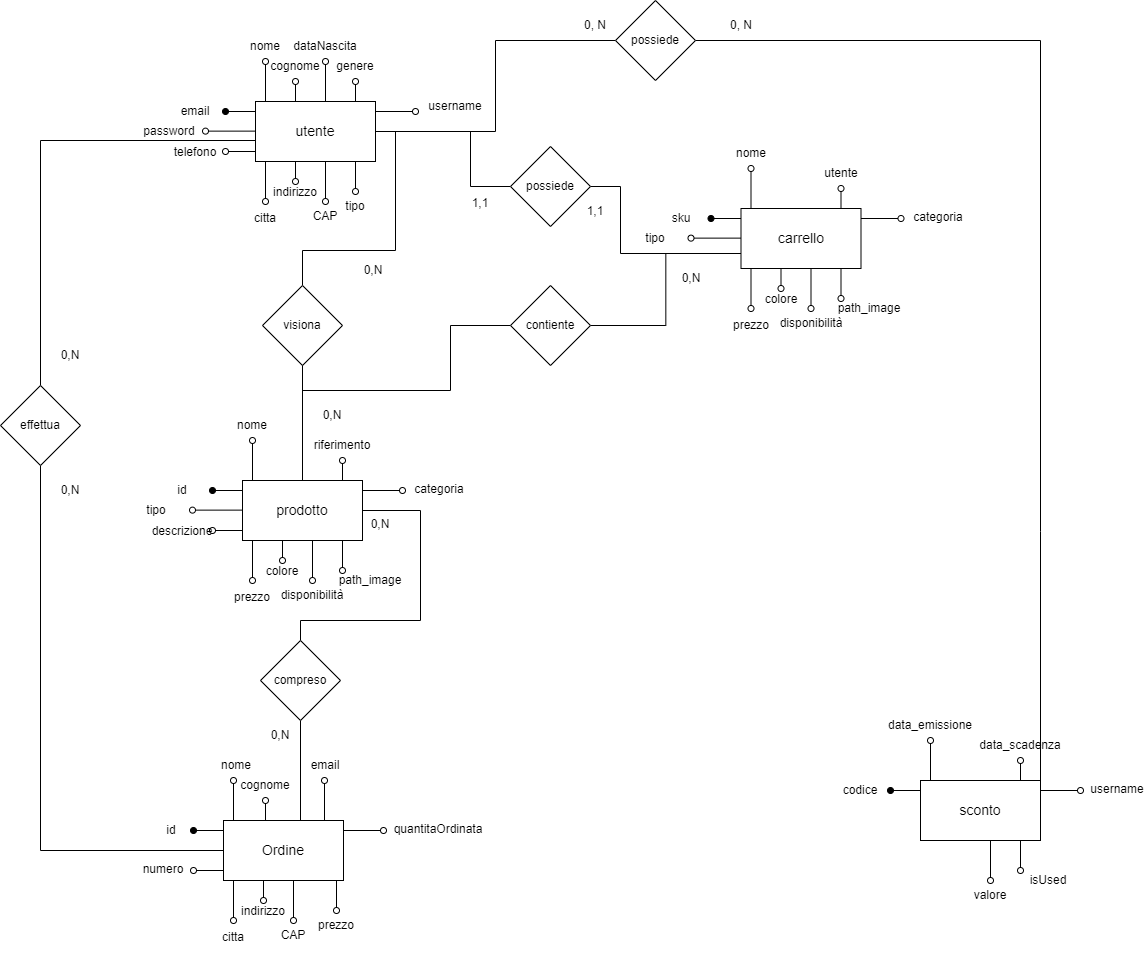 0, N
possiede
0, N
nome
dataNascita
cognome
genere
email
username
password
utente
telefono
indirizzo
citta
CAP
tipo
possiede
1,1
1,1
nome
utente
sku
categoria
tipo
carrello
0,N
colore
path_image
prezzo
disponibilità
0,N
visiona
contiente
0,N
effettua
0,N
0,N
nome
riferimento
id
categoria
tipo
prodotto
descrizione
0,N
colore
path_image
prezzo
disponibilità
compreso
0,N
nome
email
cognome
id
quantitaOrdinata
Ordine
numero
indirizzo
citta
CAP
prezzo
data_emissione
data_scadenza
codice
username
sconto
valore
isUsed